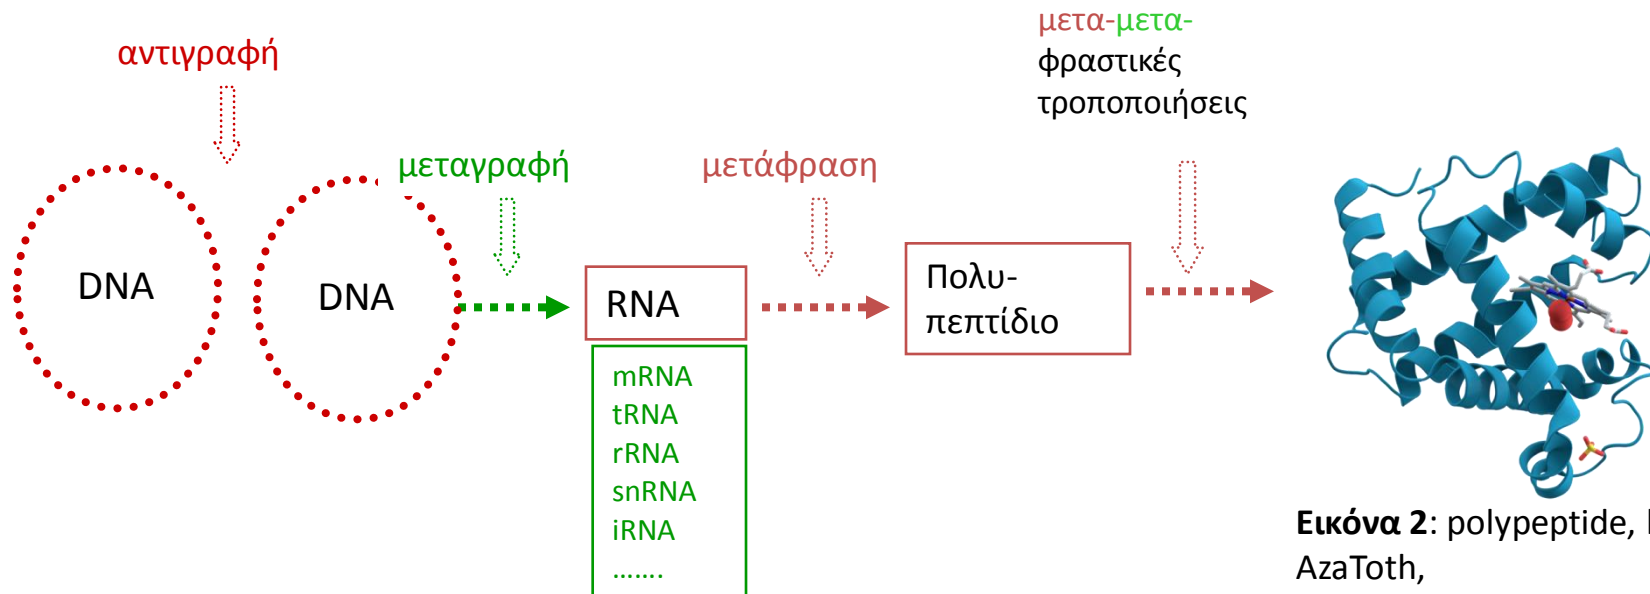 αντιγραφή
μεταγραφή
μετάφραση
μετα-μετα-
φραστικές
τροποποιήσεις
DNA
DNA
RNA
mRNA
tRNA
rRNA
snRNA
iRNA
…….
Πολυ-
πεπτίδιο
Εικόνα 2: polypeptide,
AzaToth,